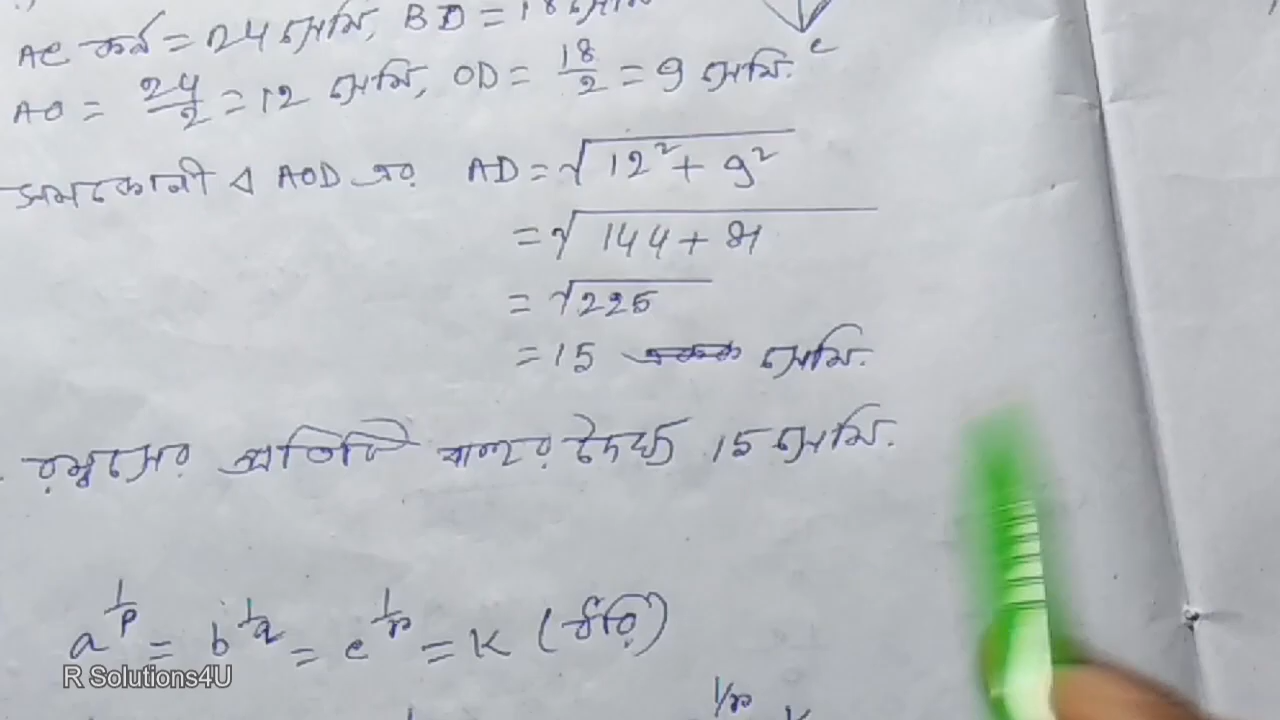 AC কর্ন = 24 সেমি, BD = 18 সেমি
AO = 24/2 = 12 সেমি, OD = 18/2 = 9 সেমি.
c
সমকোনী ∆ AOD এর AD = √12² + 9²
= √144 + 81
= √225
= 15 সেমি.
রম্বসের প্রতিটি বাহুর দৈর্ঘ্য 15 সেমি.
a^1/p = b^1/q = c^1/r = K (ধরি)
R Solutions4U
1/r K